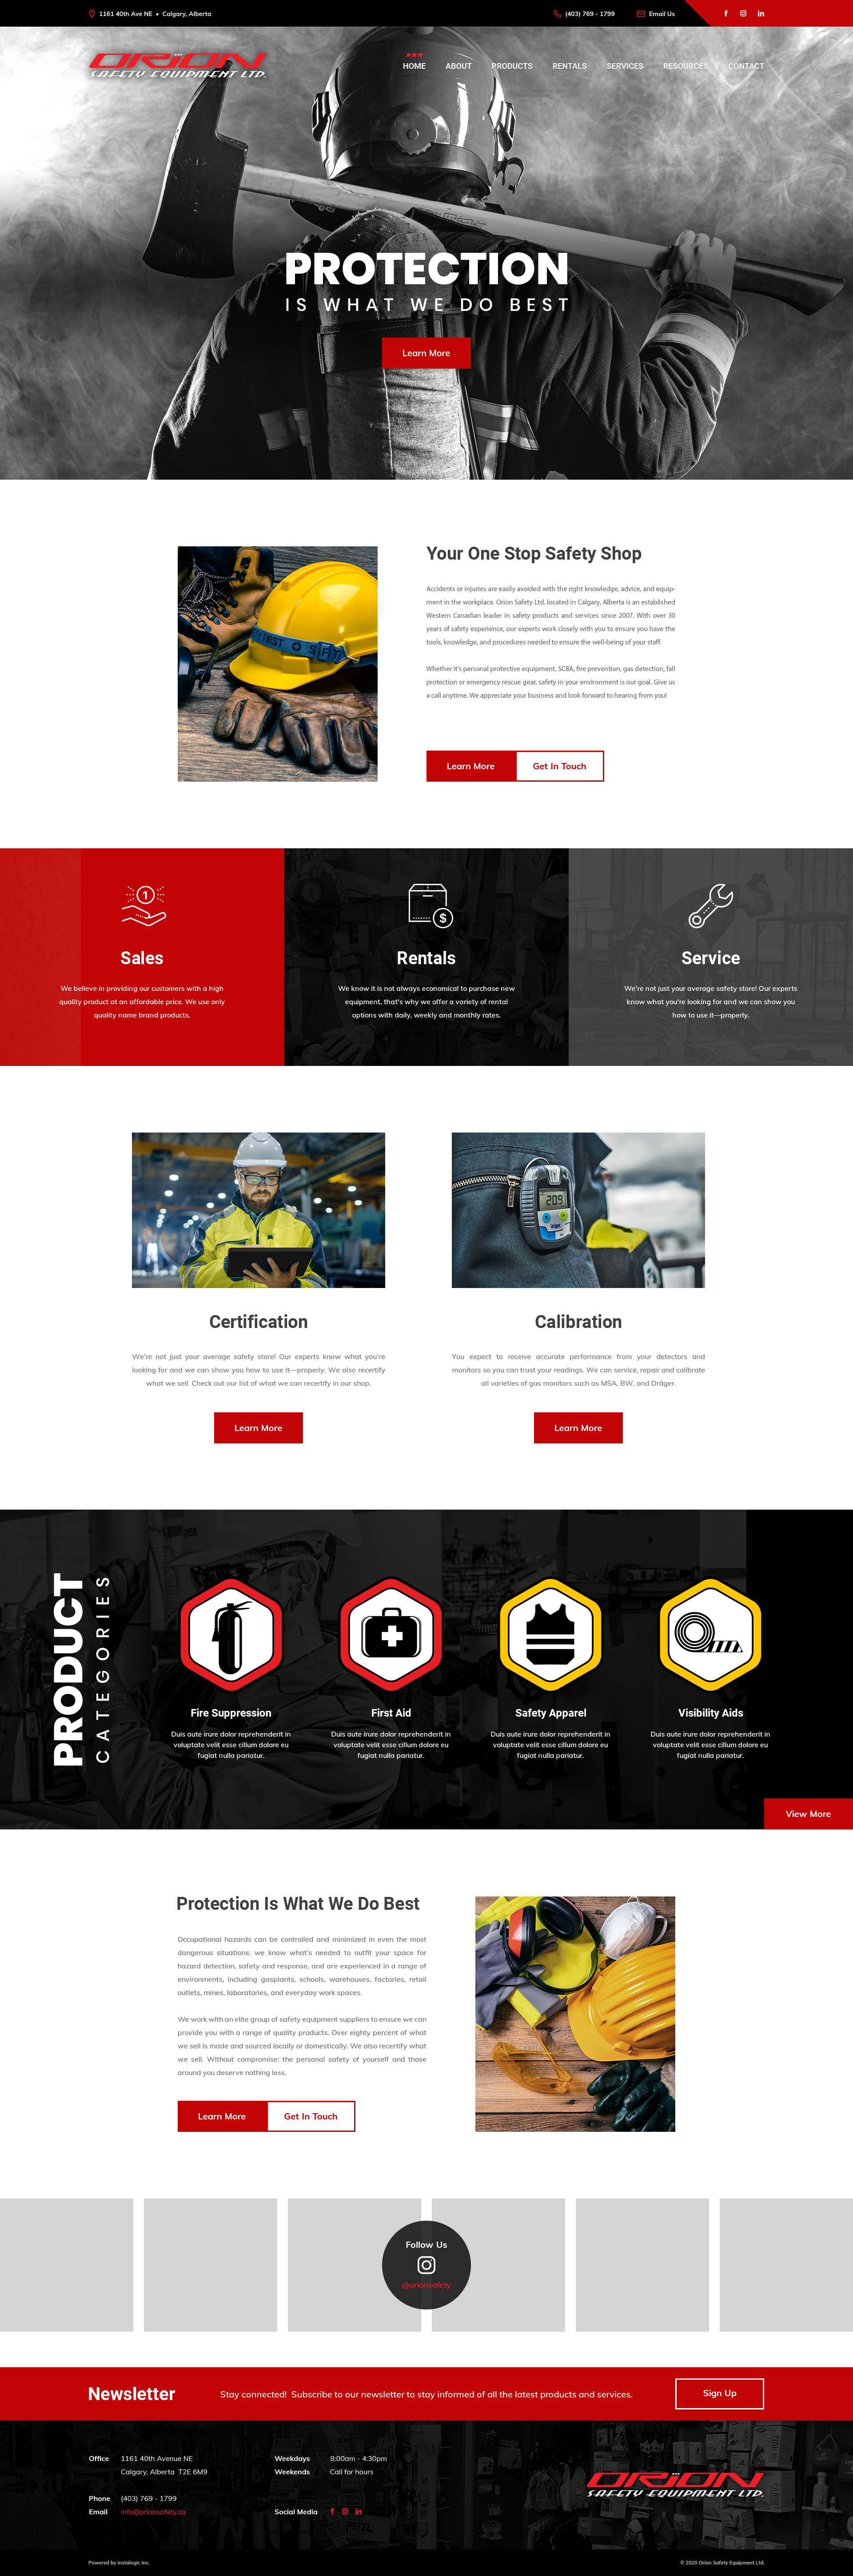 1161 40th Ave NE • Calgary, Alberta
(403) 769 - 1799
Email Us
ORION
SAFETY EQUIPMENT LTD.
HOME
ABOUT
PRODUCTS
RENTALS
SERVICES
RESOURCES
CONTACT
PROTECTION
IS WHAT WE DO BEST
Learn More
SAFETY FIRST
Your One Stop Safety Shop
Accidents or injuries are easily avoided with the right knowledge, advice, and equip-
ment in the workplace. Orion Safety Ltd. located in Calgary, Alberta is an established
Western Canadian leader in safety products and services since 2007. With over 30
years of safety experience, our experts work closely with you to ensure you have the
tools, knowledge, and procedures needed to ensure the well-being of your staff.
Whether it's personal protective equipment, SCBA, fire prevention, gas detection, fall
protection or emergency rescue gear, safety in your environment is our goal. Give us
a call anytime. We appreciate your business and look forward to hearing from you!
Learn More
Get In Touch
Sales
We believe in providing our customers with a high
quality product at an affordable price. We use only
quality name brand products.
Rentals
We know it is not always economical to purchase new
equipment, that's why we offer a variety of rental
options with daily, weekly and monthly rates.
Service
We're not just your average safety store! Our experts
know what you're looking for and we can show you
how to use it—properly.
209
Dräger
Certification
We're not just your average safety store! Our experts know what you're
looking for and we can show you how to use it—properly. We also recertify
what we sell. Check out our list of what we can recertify in our shop.
Learn More
Calibration
You expect to receive accurate performance from your detectors and
monitors so you can trust your readings. We can service, repair and calibrate
all varieties of gas monitors such as MSA, BW, and Dräger.
Learn More
PRODUCT
CATEGORIES
Fire Suppression
Duis aute irure dolor reprehenderit in
voluptate velit esse cillum dolore eu
fugiat nulla pariatur.
First Aid
Duis aute irure dolor reprehenderit in
voluptate velit esse cillum dolore eu
fugiat nulla pariatur.
Safety Apparel
Duis aute irure dolor reprehenderit in
voluptate velit esse cillum dolore eu
fugiat nulla pariatur.
Visibility Aids
Duis aute irure dolor reprehenderit in
voluptate velit esse cillum dolore eu
fugiat nulla pariatur.
View More
Protection Is What We Do Best
Occupational hazards can be controlled and minimized in even the most
dangerous situations; we know what's needed to outfit your space for
hazard detection, safety and response, and are experienced in a range of
environments, including gasplants, schools, warehouses, factories, retail
outlets, mines, laboratories, and everyday work spaces.
We work with an elite group of safety equipment suppliers to ensure we can
provide you with a range of quality products. Over eighty percent of what
we sell is made and sourced locally or domestically. We also recertify what
we sell. Without compromise: the personal safety of yourself and those
around you deserve nothing less.
Learn More
Get In Touch
Follow Us
@orionsafety
Newsletter
Stay connected! Subscribe to our newsletter to stay informed of all the latest products and services.
Sign Up
Office 1161 40th Avenue NE
Calgary, Alberta T2E 6M9
Phone (403) 769 - 1799
Email info@orionsafety.ca
Weekdays 8:00am - 4:30pm
Weekends Call for hours
Social Media
ORION
SAFETY EQUIPMENT LTD.
Powered by Instalogic Inc.
© 2020 Orion Safety Equipment Ltd.